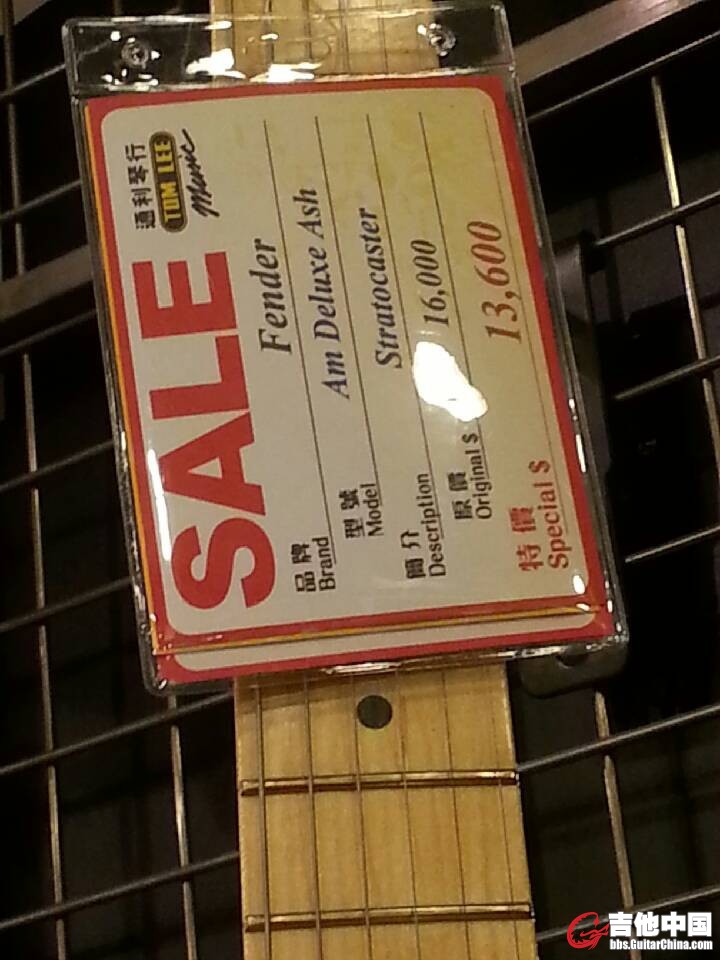 通利琴行
TOM LEE
Music
SALE
品牌 Fender
Brand
型號 Am Deluxe Ash
Model
Stratocaster
簡介
Description
原價 16,000
Original $
特價 13,600
Special $
吉他中国
bbs.GuitarChina.com